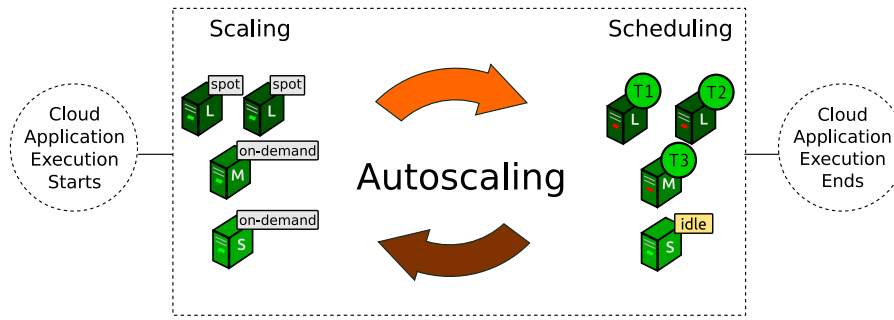 Scaling
Scheduling
Cloud
Application
Execution
Starts
spot
spot
L
L
on-demand
M
on-demand
S
Autoscaling
T1
T2
L
L
T3
M
idle
S
Cloud
Application
Execution
Ends